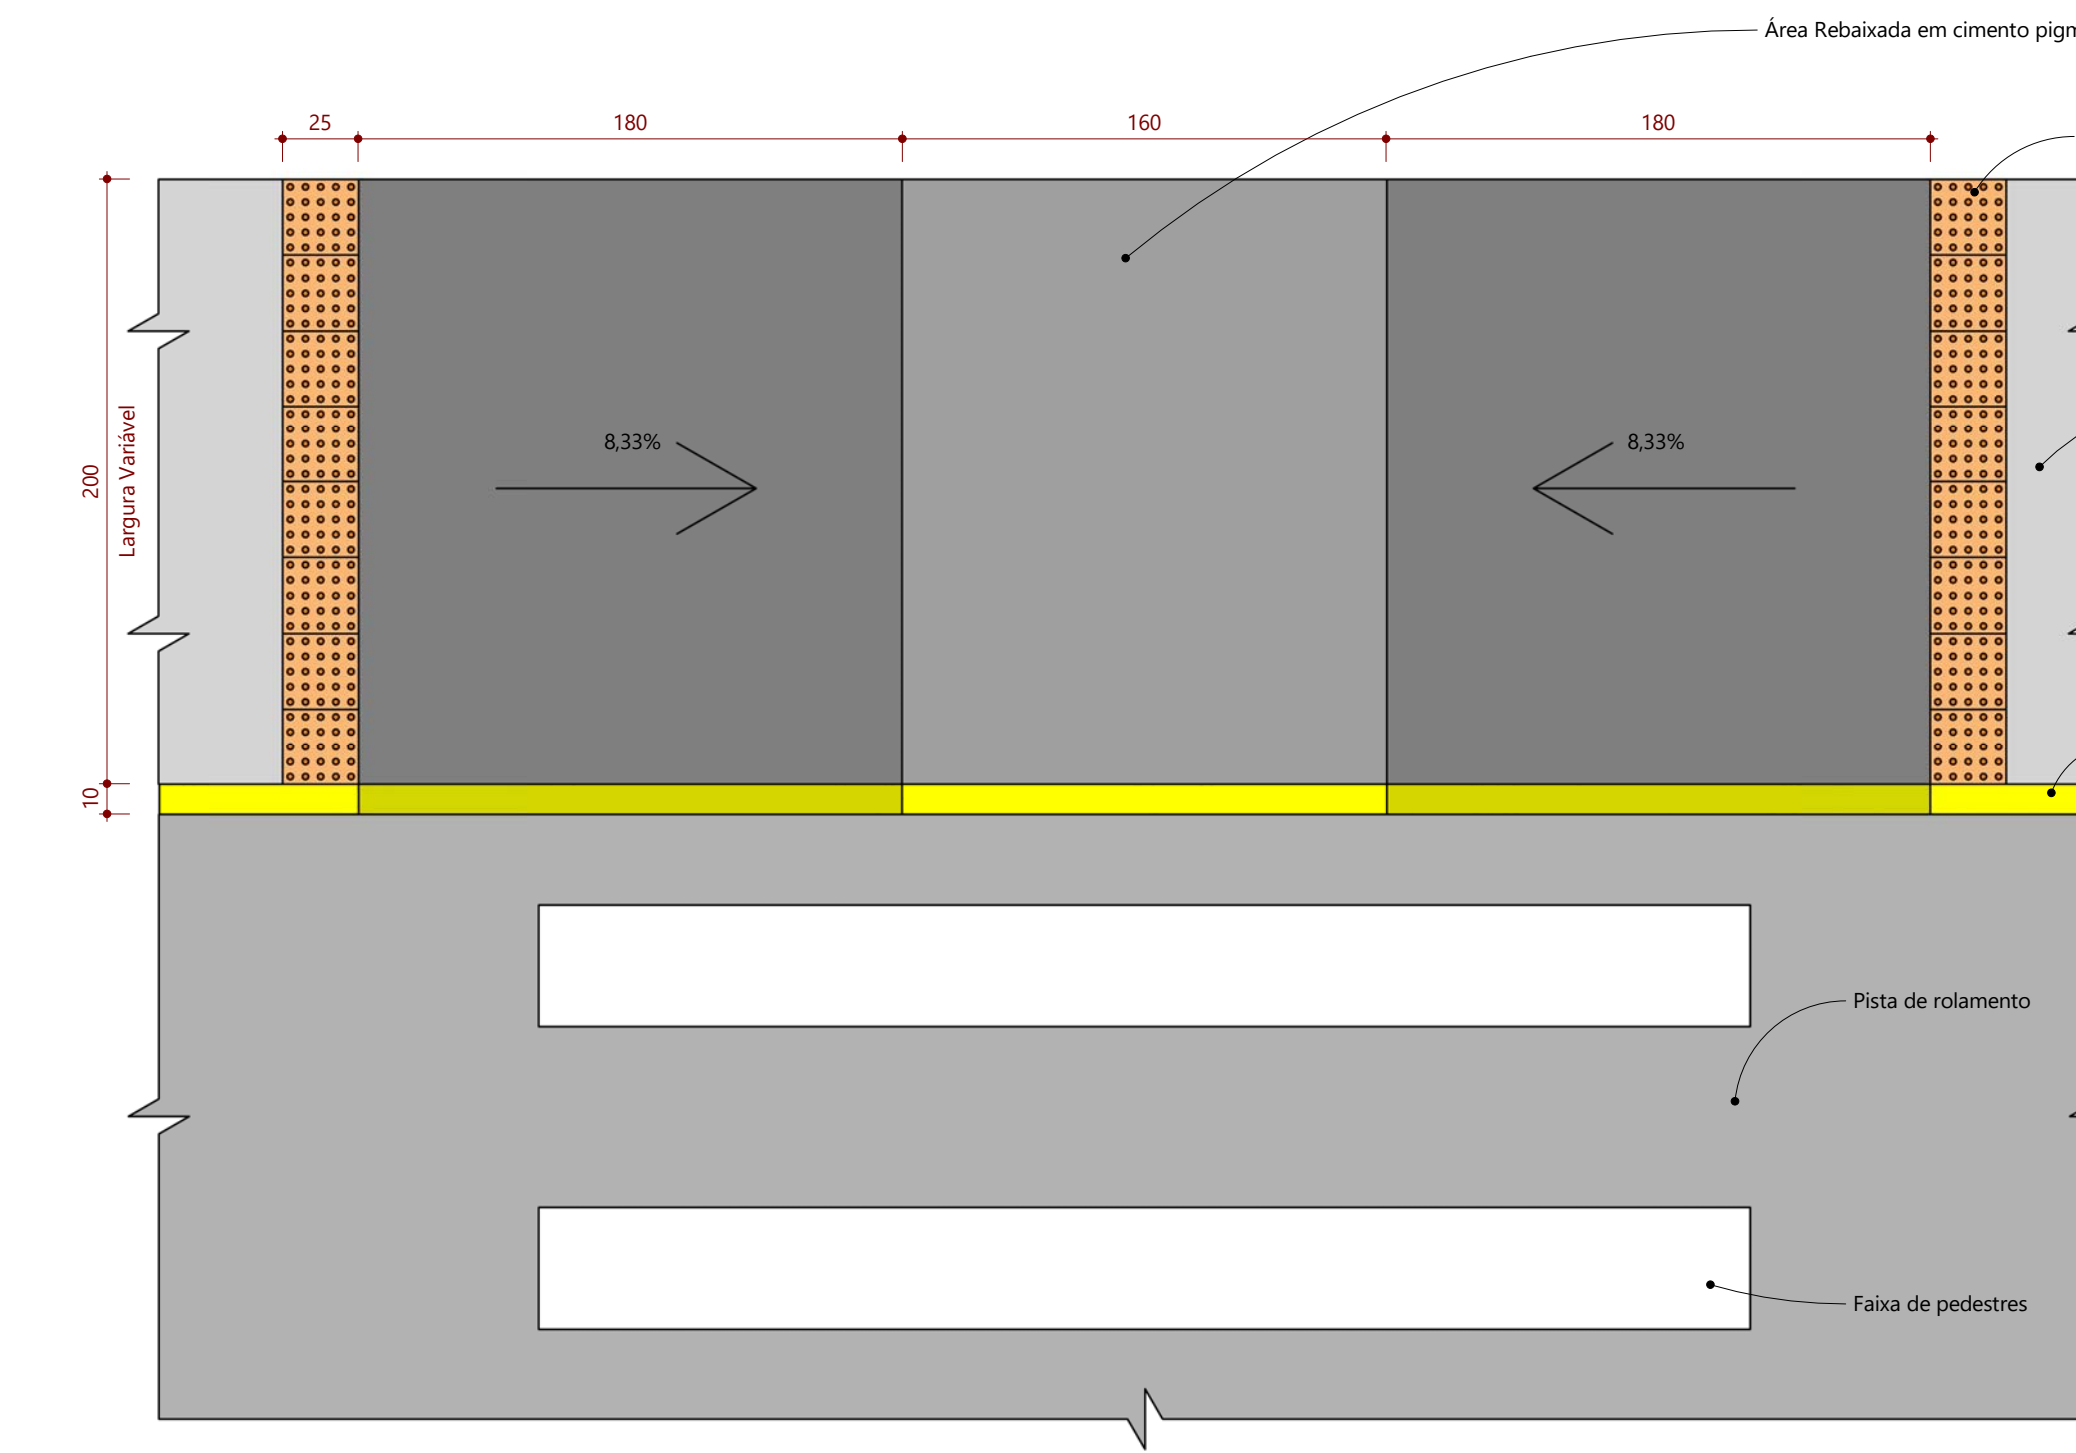 Área Rebaixada em cimento
25
180
160
180
8,33%
8,33%
200
Largura Variável
10
Pista de rolamento
Faixa de pedestres